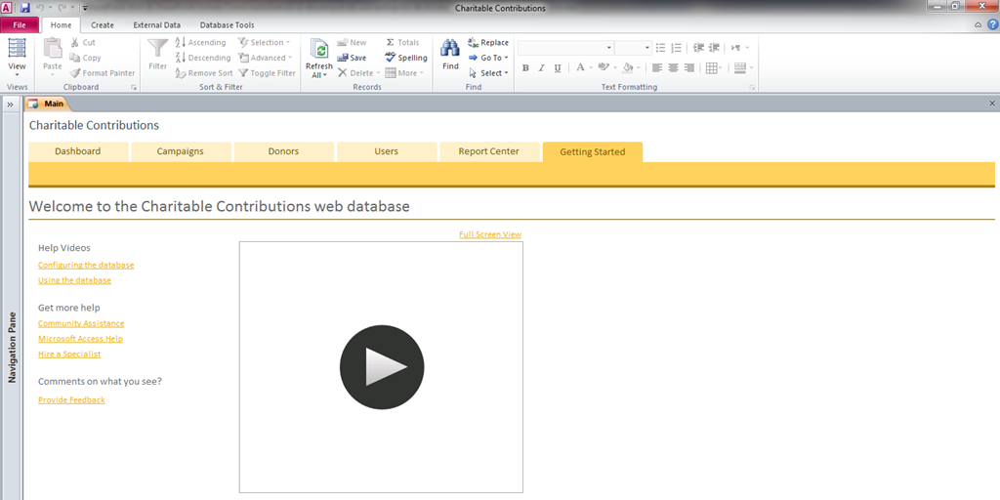 Charitable Contributions
File Home Create External Data Database Tools
View
Views
Paste
Cut
Copy
Format Painter
Clipboard
Filter
Ascending
Descending
Remove Sort
Selection
Advanced
Toggle Filter
Sort & Filter
Refresh
All
New
Save
Delete
Totals
Spelling
More
Records
Find
Replace
Go To
Select
Find
B I U A ab
Text Formatting
Main
Navigation Pane
Charitable Contributions
Dashboard Campaigns Donors Users Report Center Getting Started
Welcome to the Charitable Contributions web database
Full Screen View
Help Videos
Configuring the database
Using the database
Get more help
Community Assistance
Microsoft Access Help
Hire a Specialist
Comments on what you see?
Provide Feedback